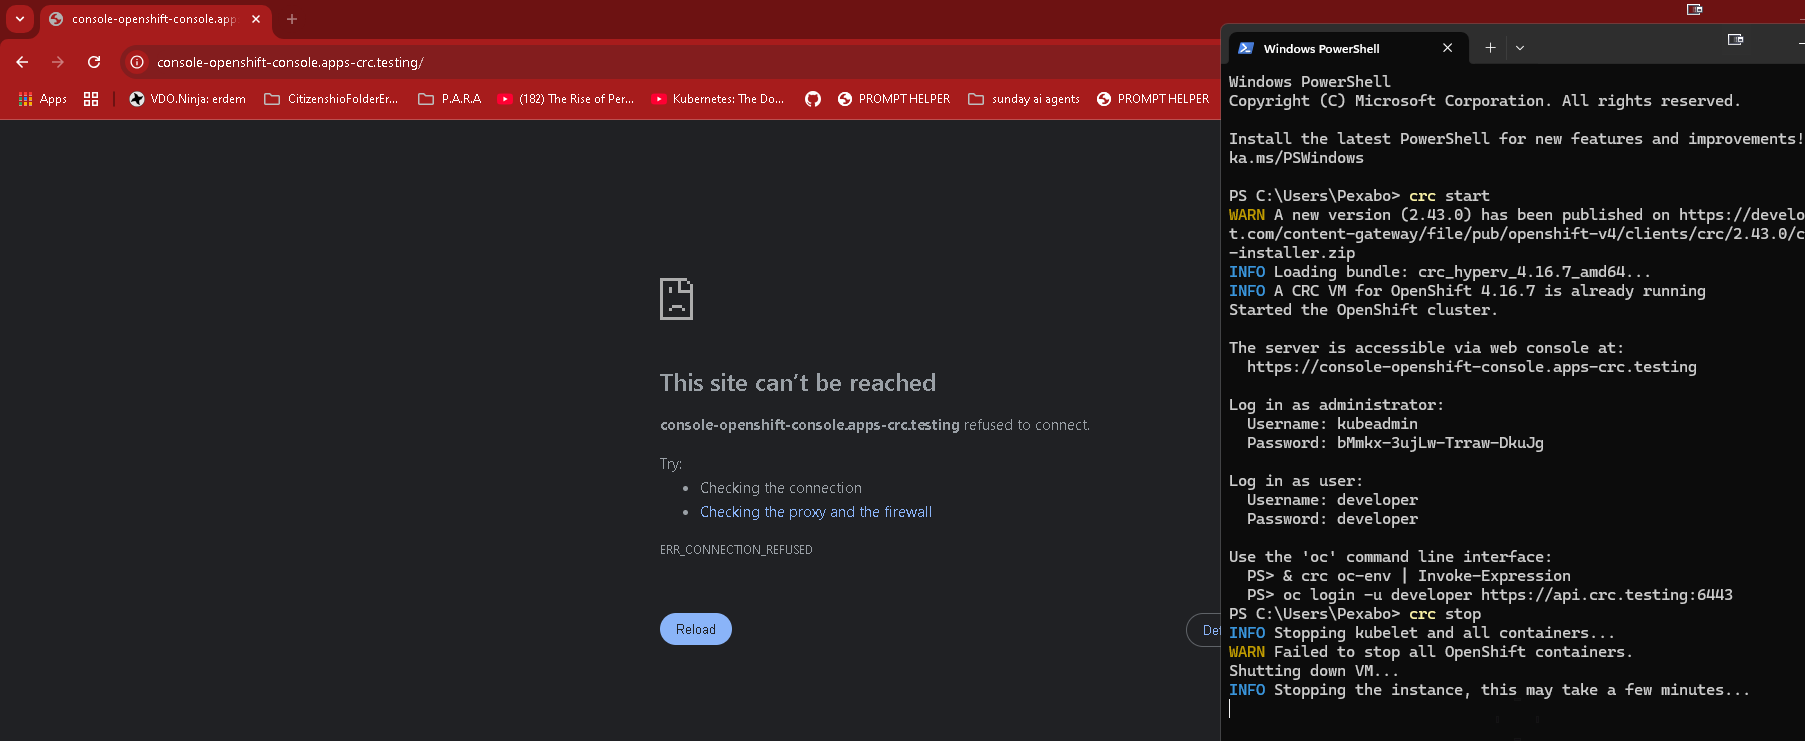 console-openshift-console.app
console-openshift-console.apps-crc.testing/
Apps
VDO.Ninja: erdem
CitizenshioFolderEr...
P.A.R.A
(182) The Rise of Per...
Kubernetes: The Do...
PROMPT HELPER
sunday ai agents
PROMPT HELPER
This site can't be reached
console-openshift-console.apps-crc.testing refused to connect.
Try:
• Checking the connection
• Checking the proxy and the firewall
ERR_CONNECTION_REFUSED
Reload
Windows PowerShell
Windows PowerShell
Copyright (C) Microsoft Corporation. All rights reserved.
Install the latest PowerShell for new features and improvements!
ka.ms/PSWindows
PS C:\Users\Pexabo> crc start
WARN A new version (2.43.0) has been published on https://develo
t.com/content-gateway/file/pub/openshift-v4/clients/crc/2.43.0/c
-installer.zip
INFO Loading bundle: crc_hyperv_4.16.7_amd64...
INFO A CRC VM for OpenShift 4.16.7 is already running
Started the OpenShift cluster.
The server is accessible via web console at:
https://console-openshift-console.apps-crc.testing
Log in as administrator:
Username: kubeadmin
Password: bMmkx-3ujLw-Trraw-DkuJg
Log in as user:
Username: developer
Password: developer
Use the 'oc' command line interface:
PS> & crc oc-env | Invoke-Expression
PS> oc login -u developer https://api.crc.testing:6443
PS C:\Users\Pexabo> crc stop
INFO Stopping kubelet and all containers...
WARN Failed to stop all OpenShift containers.
Shutting down VM...
INFO Stopping the instance, this may take a few minutes...